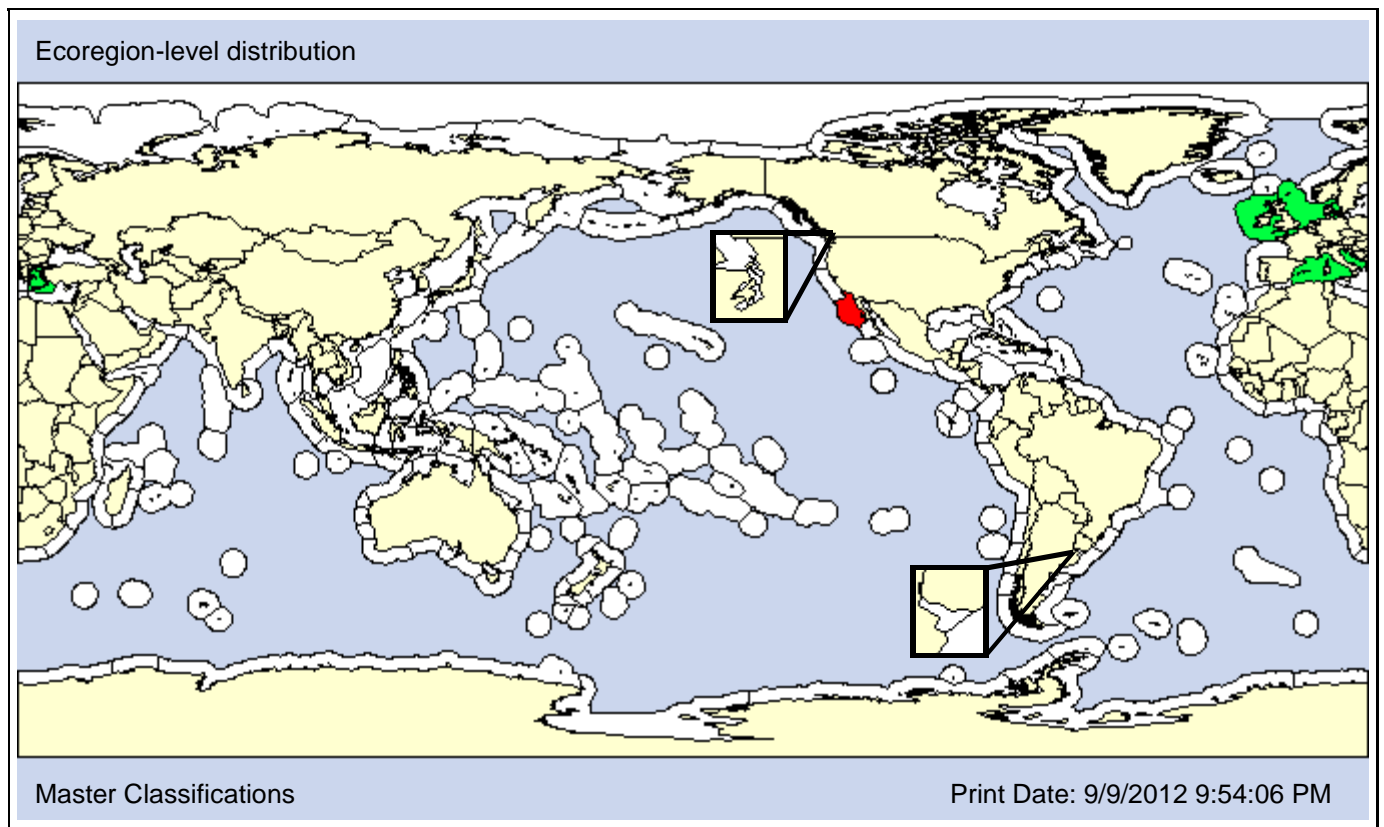 Ecoregion-level distribution
Master Classifications
Print Date: 9/9/2012 9:54:06 PM